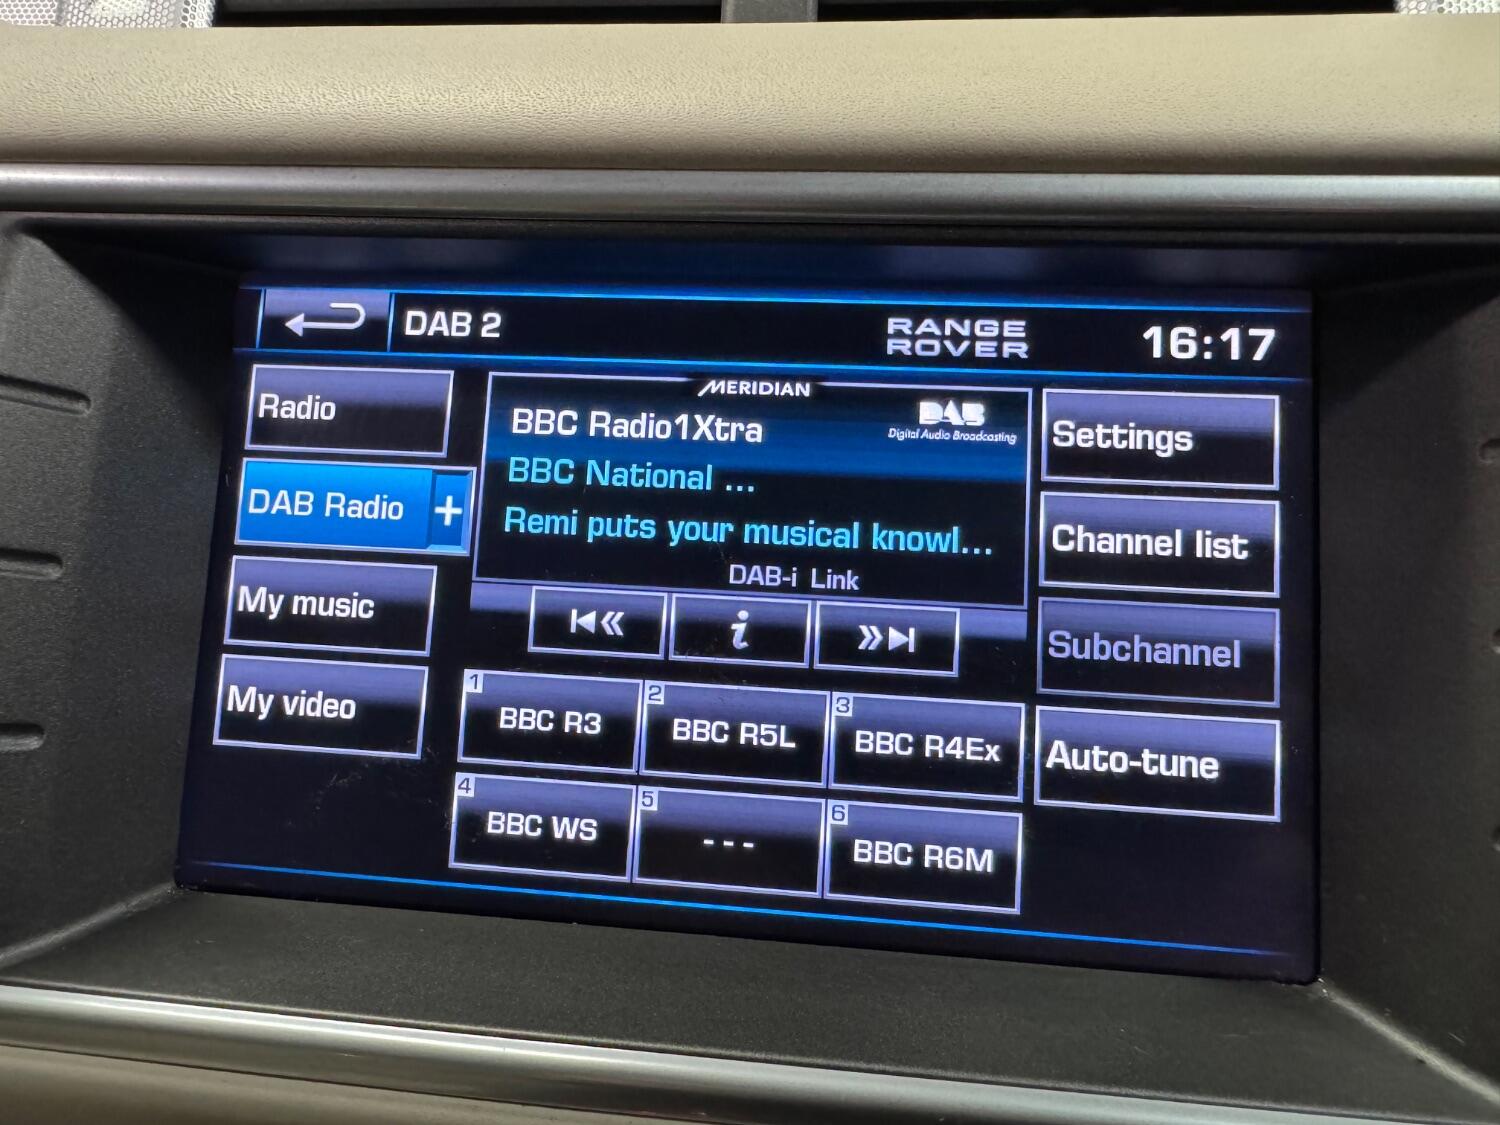 DAB 2
RANGE
ROVER
16:17
Radio
DAB Radio +
My music
My video
MERIDIAN
BBC Radio1Xtra
DAB
Digital Audio Broadcasting
BBC National ...
Remi puts your musical knowl...
DAB-i Link
i
1
BBC R3
2
BBC R5L
3
BBC R4Ex
4
BBC WS
5
---
6
BBC R6M
Settings
Channel list
Subchannel
Auto-tune